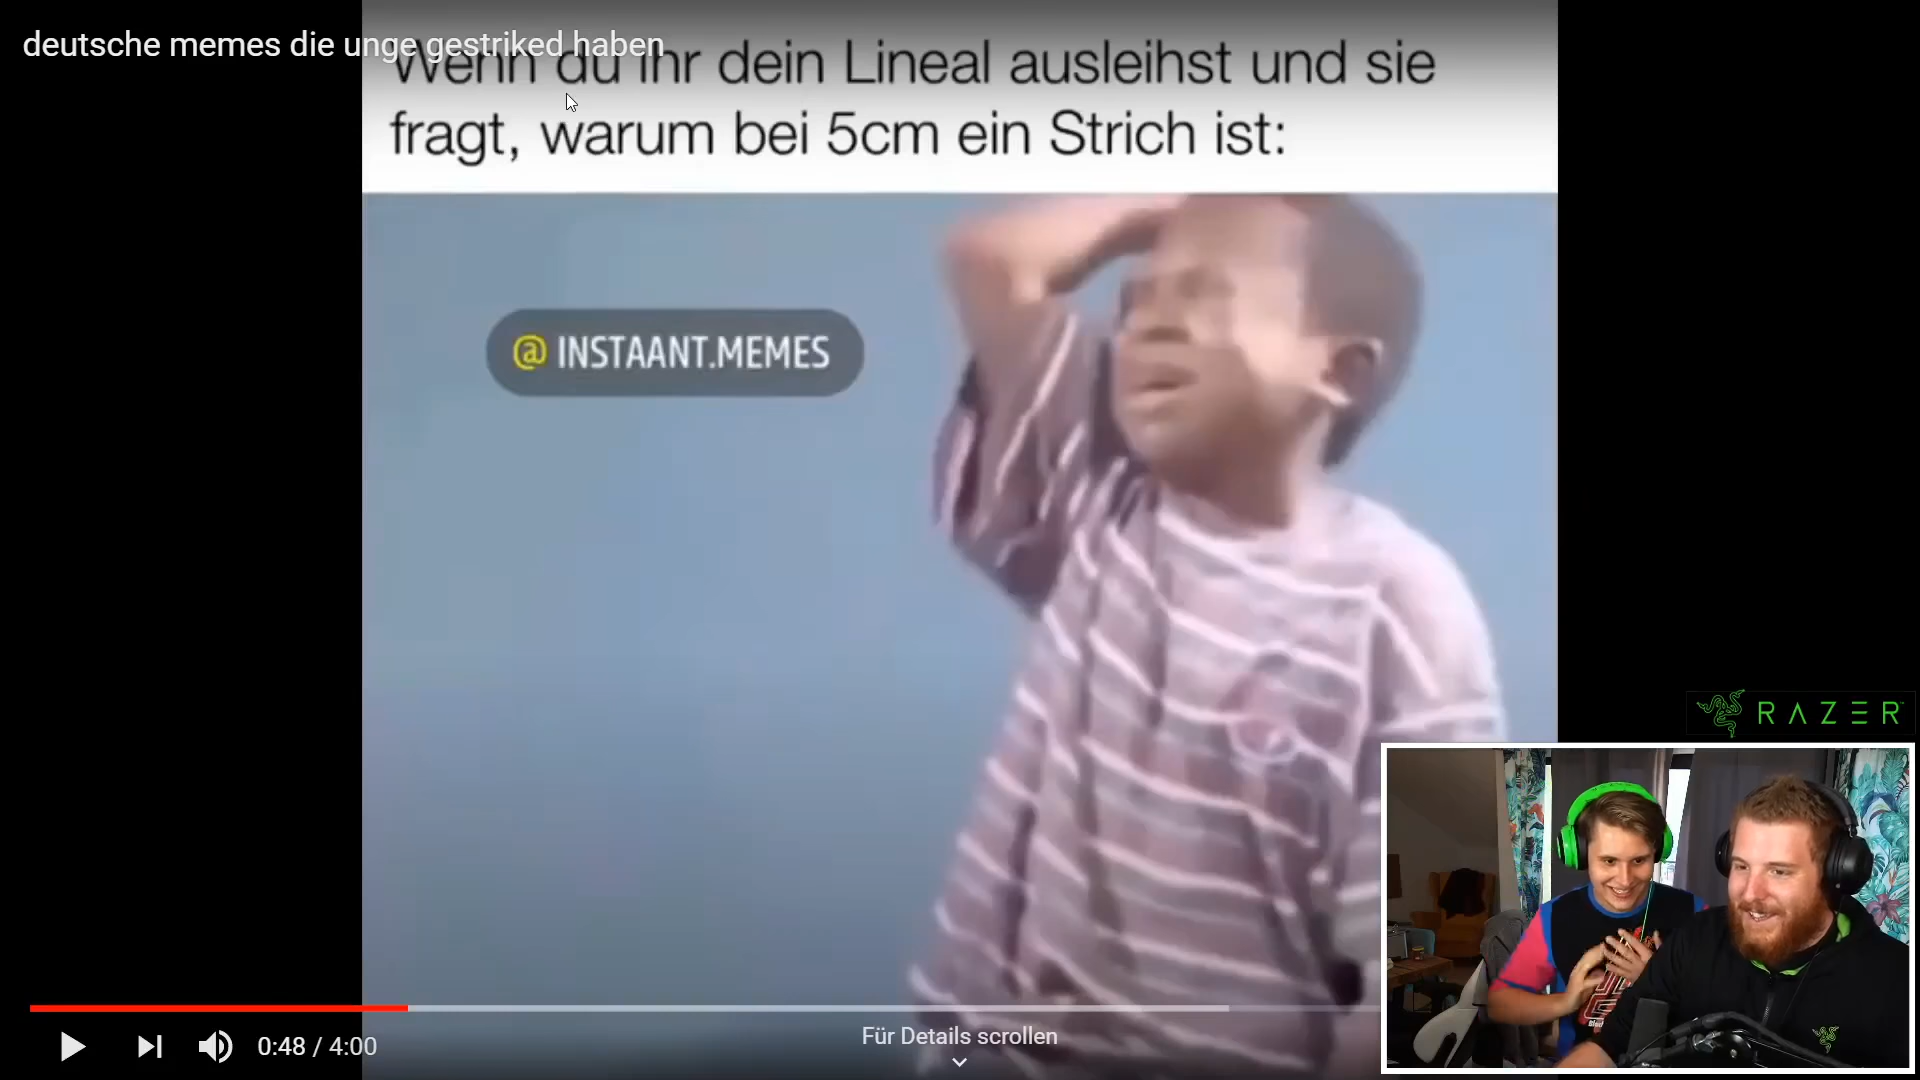 deutsche memes die unge gestriked haben
Wenn du ihr dein Lineal ausleihst und sie
fragt, warum bei 5cm ein Strich ist:
@ INSTAANT.MEMES
RAZER
0:48 / 4:00
Für Details scrollen